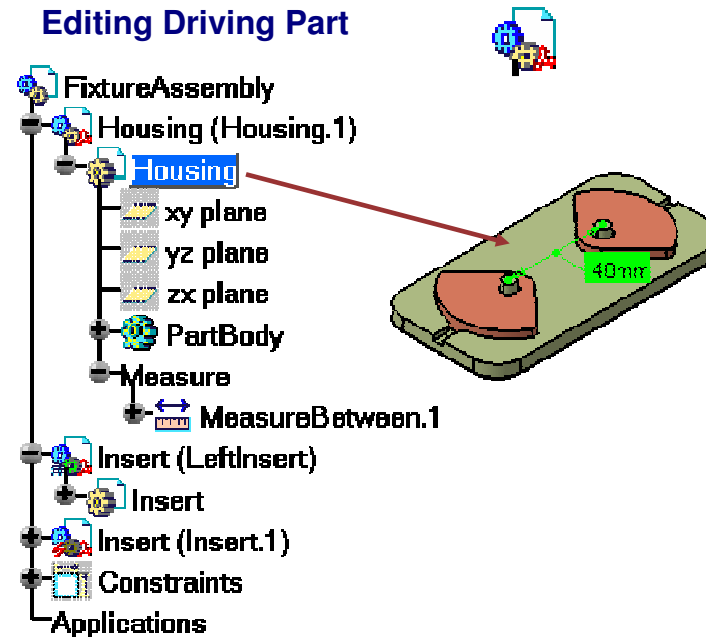 Editing Driving Part
FixtureAssembly
Housing (Housing.1)
Housing
xy plane
yz plane
zx plane
40mm
PartBody
Measure
MeasureBetween.1
Insert (LeftInsert)
Insert
Insert (Insert.1)
Constraints
Applications